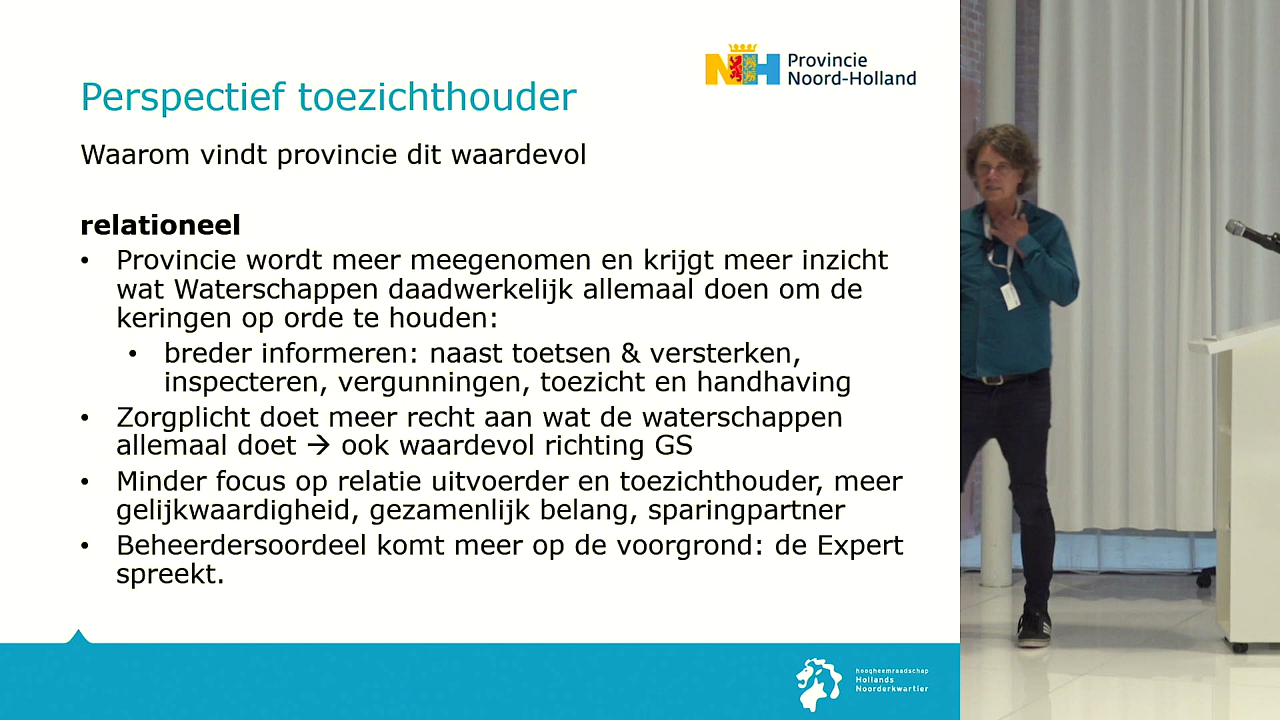 Provincie
Noord-Holland
Perspectief toezichthouder
Waarom vindt provincie dit waardevol
relationeel
• Provincie wordt meer meegenomen en krijgt meer inzicht
wat Waterschappen daadwerkelijk allemaal doen om de
keringen op orde te houden:
• breder informeren: naast toetsen & versterken,
inspecteren, vergunningen, toezicht en handhaving
• Zorgplicht doet meer recht aan wat de waterschappen
allemaal doet → ook waardevol richting GS
• Minder focus op relatie uitvoerder en toezichthouder, meer
gelijkwaardigheid, gezamenlijk belang, sparingpartner
• Beheerdersoordeel komt meer op de voorgrond: de Expert
spreekt.
hoogheemraadschap
Hollands
Noorderkwartier